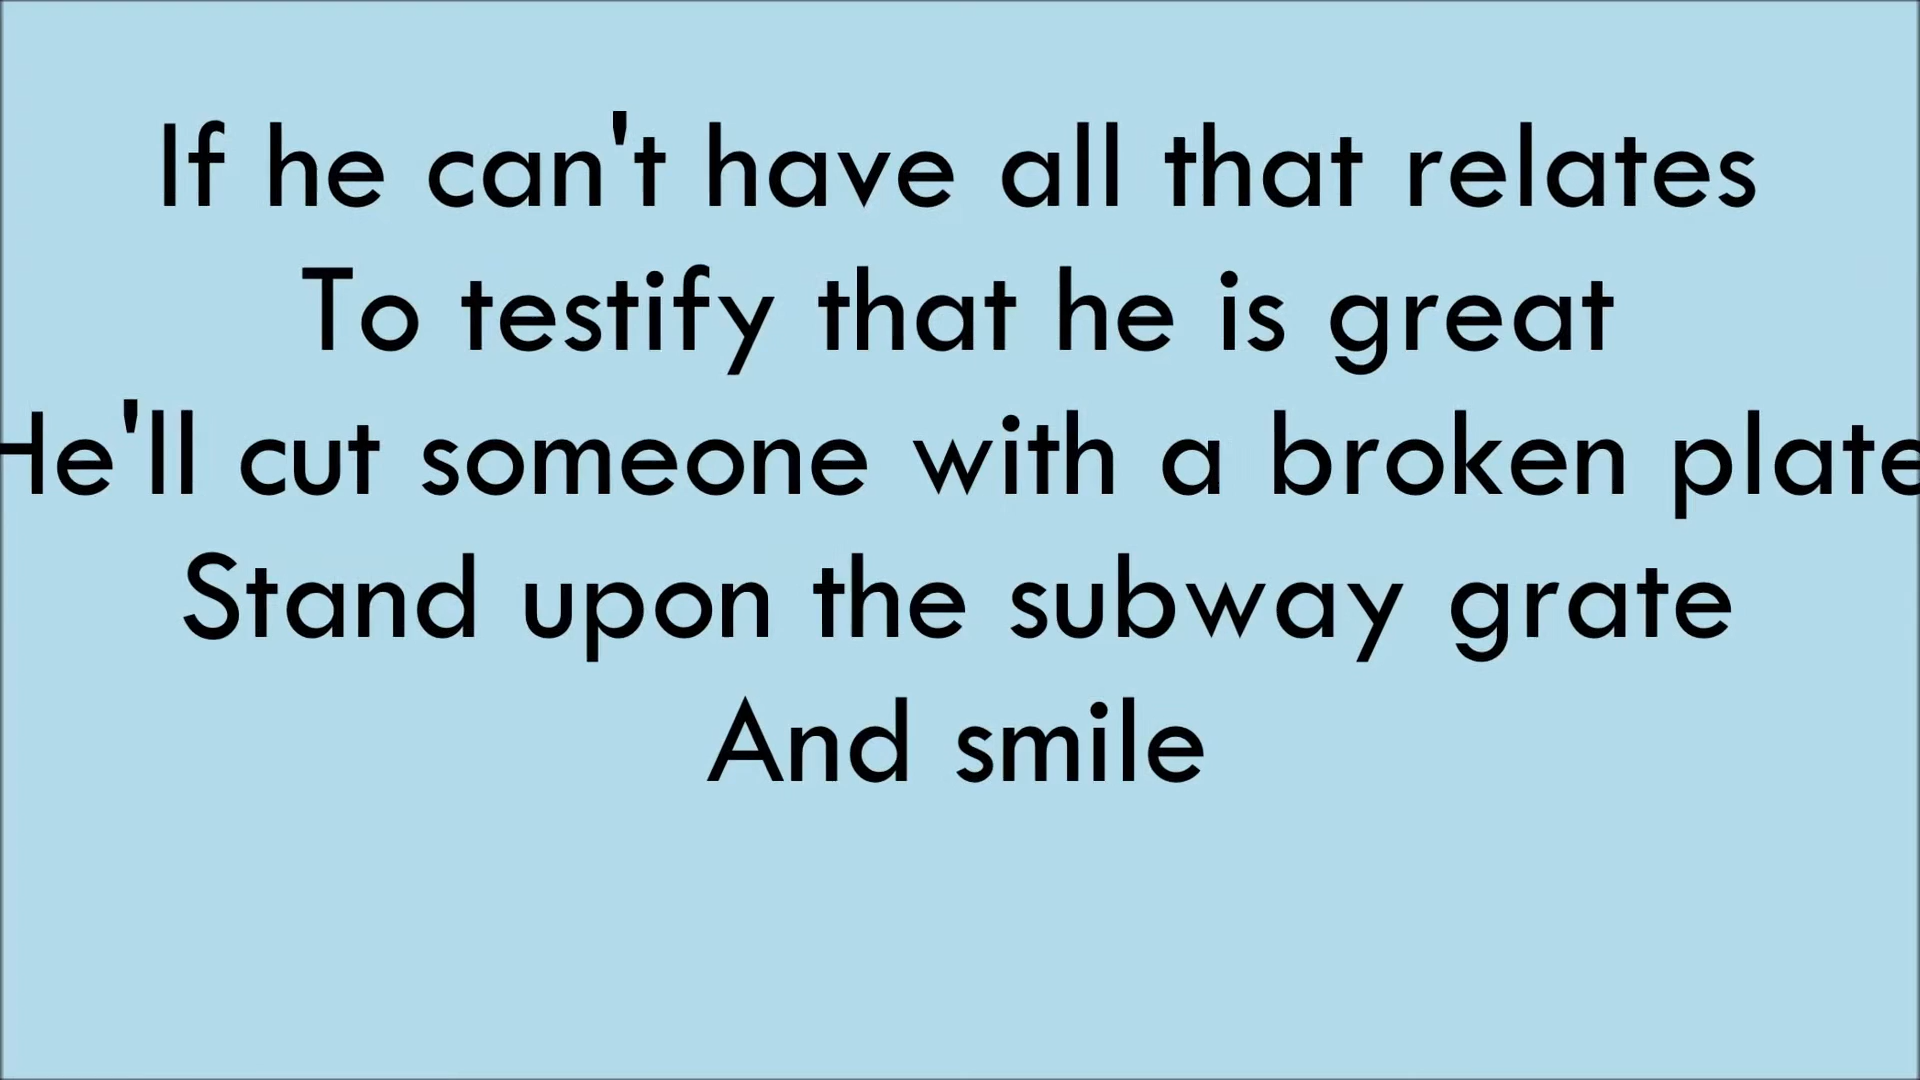 If he can't have all that relates
To testify that he is great
He'll cut someone with a broken plate
Stand upon the subway grate
And smile